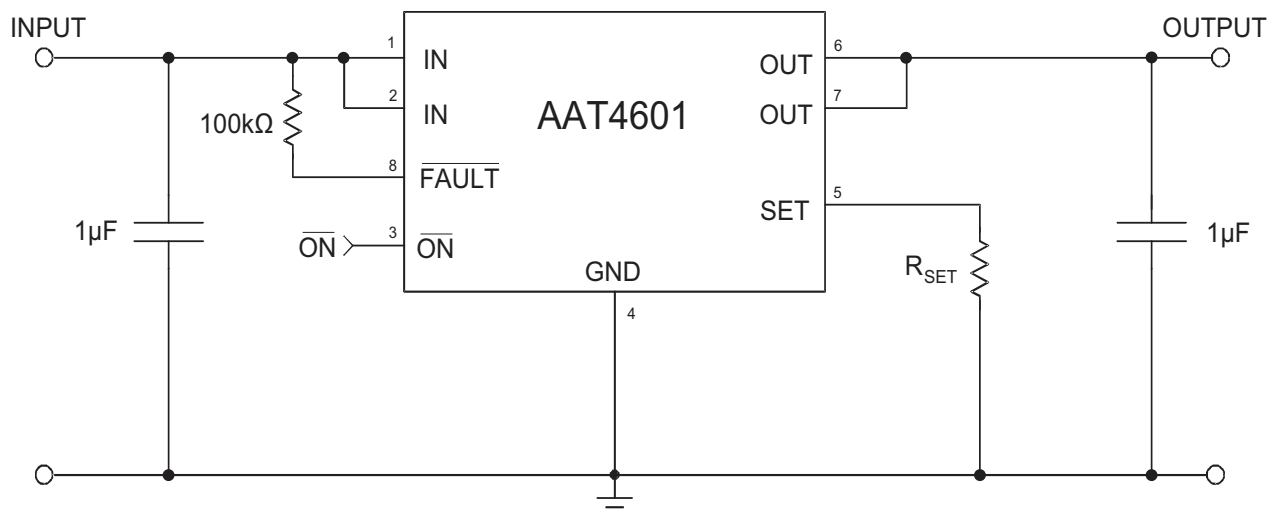 INPUT
OUTPUT
1
IN
6
OUT
2
IN
AAT4601
7
OUT
100kΩ
8
FAULT
5
SET
1µF
ON
3
ON
GND
4
R_SET
1µF